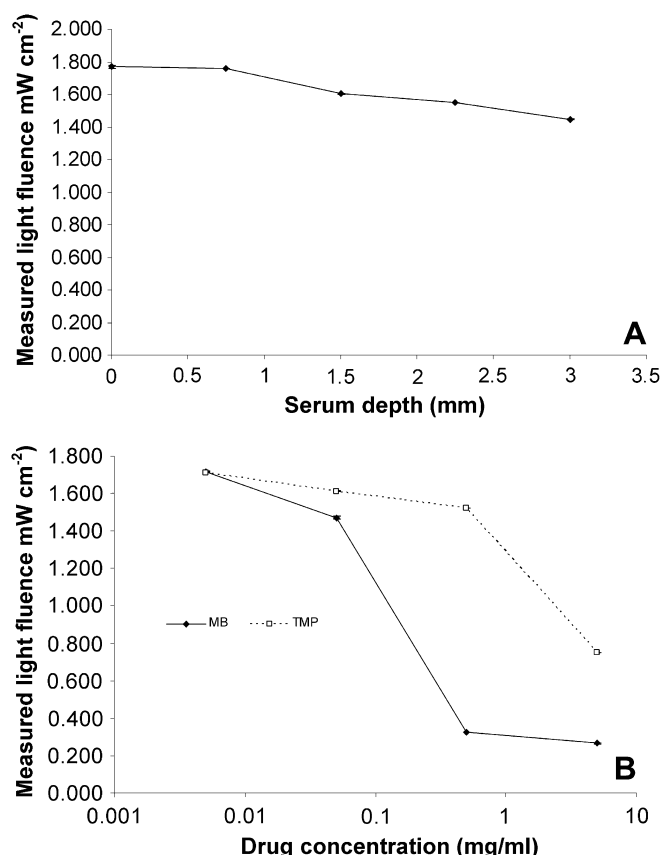 Measured light fluence mW cm-2
2.000
1.800
1.600
1.400
1.200
1.000
0.800
0.600
0.400
0.200
0.000
A
0 0.5 1 1.5 2 2.5 3 3.5
Serum depth (mm)
Measured light fluence mW cm-2
1.800
1.600
1.400
1.200
1.000
0.800
0.600
0.400
0.200
0.000
MB TMP
B
0.001 0.01 0.1 1 10
Drug concentration (mg/ml)